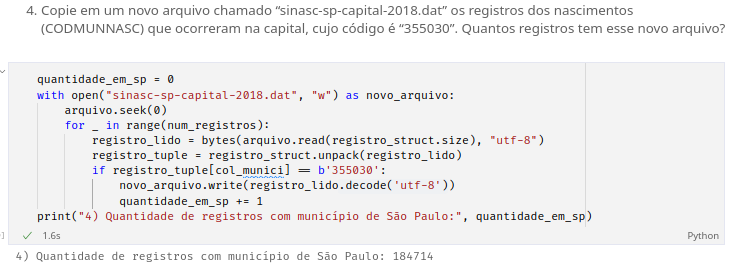 4. Copie em um novo arquivo chamado “sinasc-sp-capital-2018.dat” os registros dos nascimentos
(CODMUNNASC) que ocorreram na capital, cujo código é “355030”. Quantos registros tem esse novo arquivo?
quantidade_em_sp = 0
with open("sinasc-sp-capital-2018.dat", "w") as novo_arquivo:
    arquivo.seek(0)
    for _ in range(num_registros):
        registro_lido = bytes(arquivo.read(registro_struct.size), "utf-8")
        registro_tuple = registro_struct.unpack(registro_lido)
        if registro_tuple[col_munici] == b'355030':
            novo_arquivo.write(registro_lido.decode('utf-8'))
            quantidade_em_sp += 1
print("4) Quantidade de registros com município de São Paulo:", quantidade_em_sp)
✓ 1.6s Python
4) Quantidade de registros com município de São Paulo: 184714